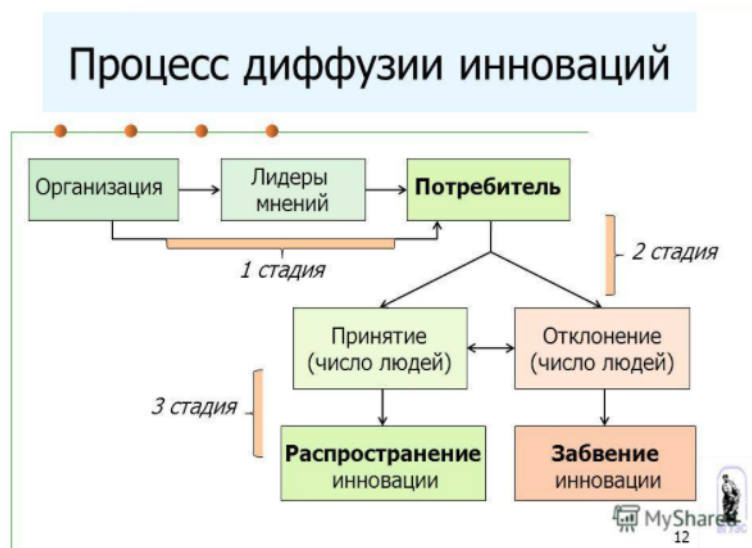 Процесс диффузии инноваций
Организация
Лидеры
мнений
Потребитель
1 стадия
2 стадия
Принятие
(число людей)
Отклонение
(число людей)
3 стадия
Распространение
инновации
Забвение
инновации
MyShared
12